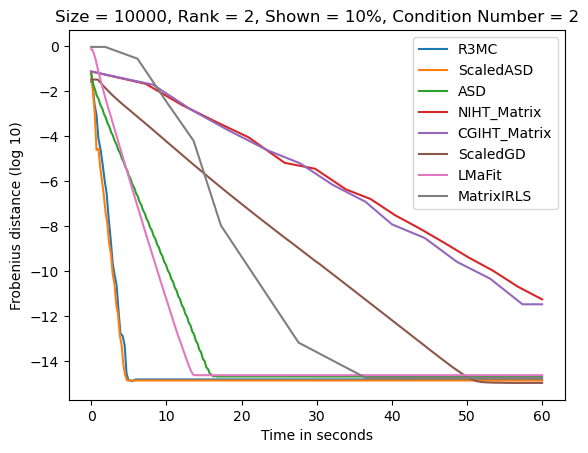 Size = 10000, Rank = 2, Shown = 10%, Condition Number = 2
R3MC
ScaledASD
ASD
NIHT_Matrix
CGIHT_Matrix
ScaledGD
LMaFit
MatrixIRLS
Frobenius distance (log 10)
0
−2
−4
−6
−8
−10
−12
−14
0 10 20 30 40 50 60
Time in seconds